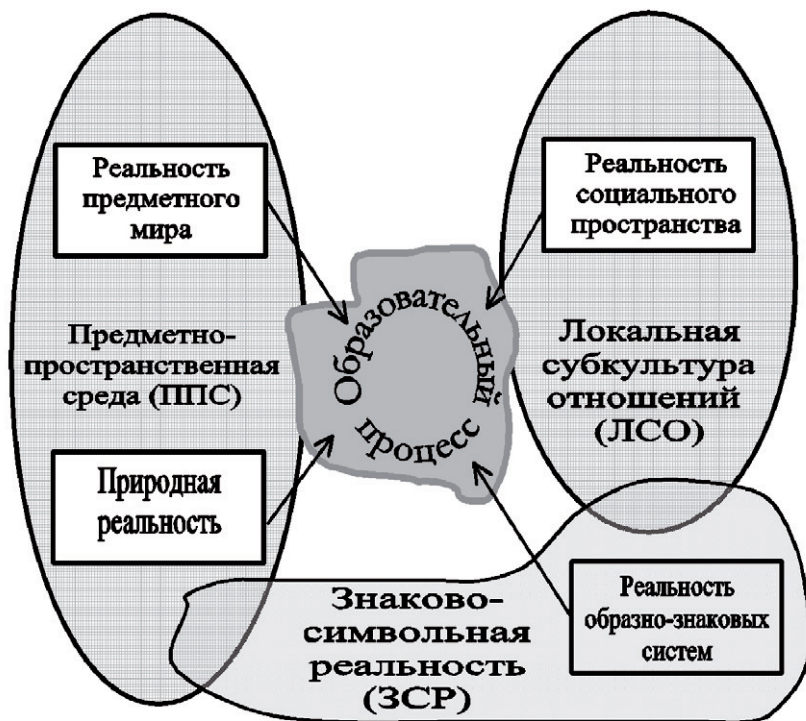 Реальность
предметного
мира
Реальность
социального
пространства
Образовательный
процесс
Предметно-
пространственная
среда (ППС)
Локальная
субкультура
отношений
(ЛСО)
Природная
реальность
Знаково-
символьная
реальность
(ЗСР)
Реальность
образно-знаковых
систем